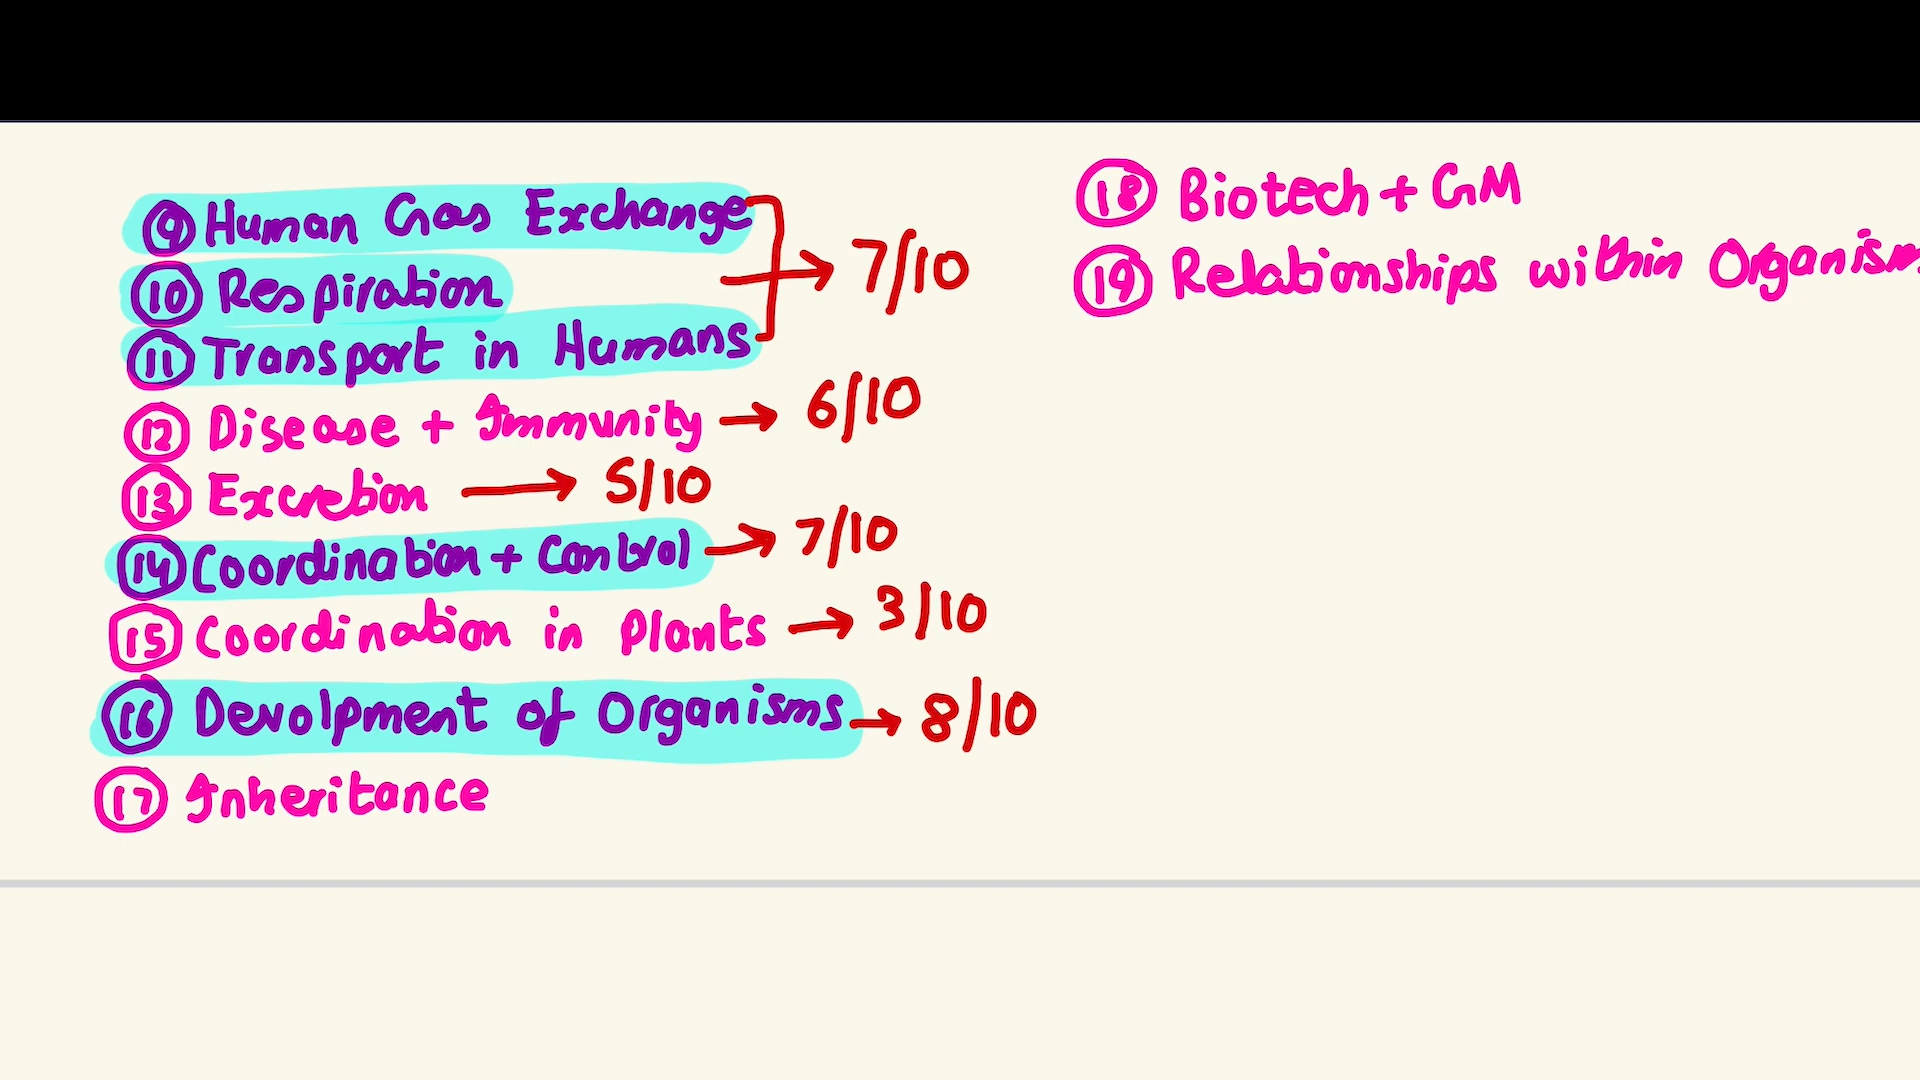 9 Human Gas Exchange
10 Respiration → 7/10
11 Transport in Humans
12 Disease + Immunity → 6/10
13 Excretion → 5/10
14 Coordination + Control → 7/10
15 Coordination in Plants → 3/10
16 Devolpment of Organisms → 8/10
17 Inheritance
18 Biotech + GM
19 Relationships within Organism